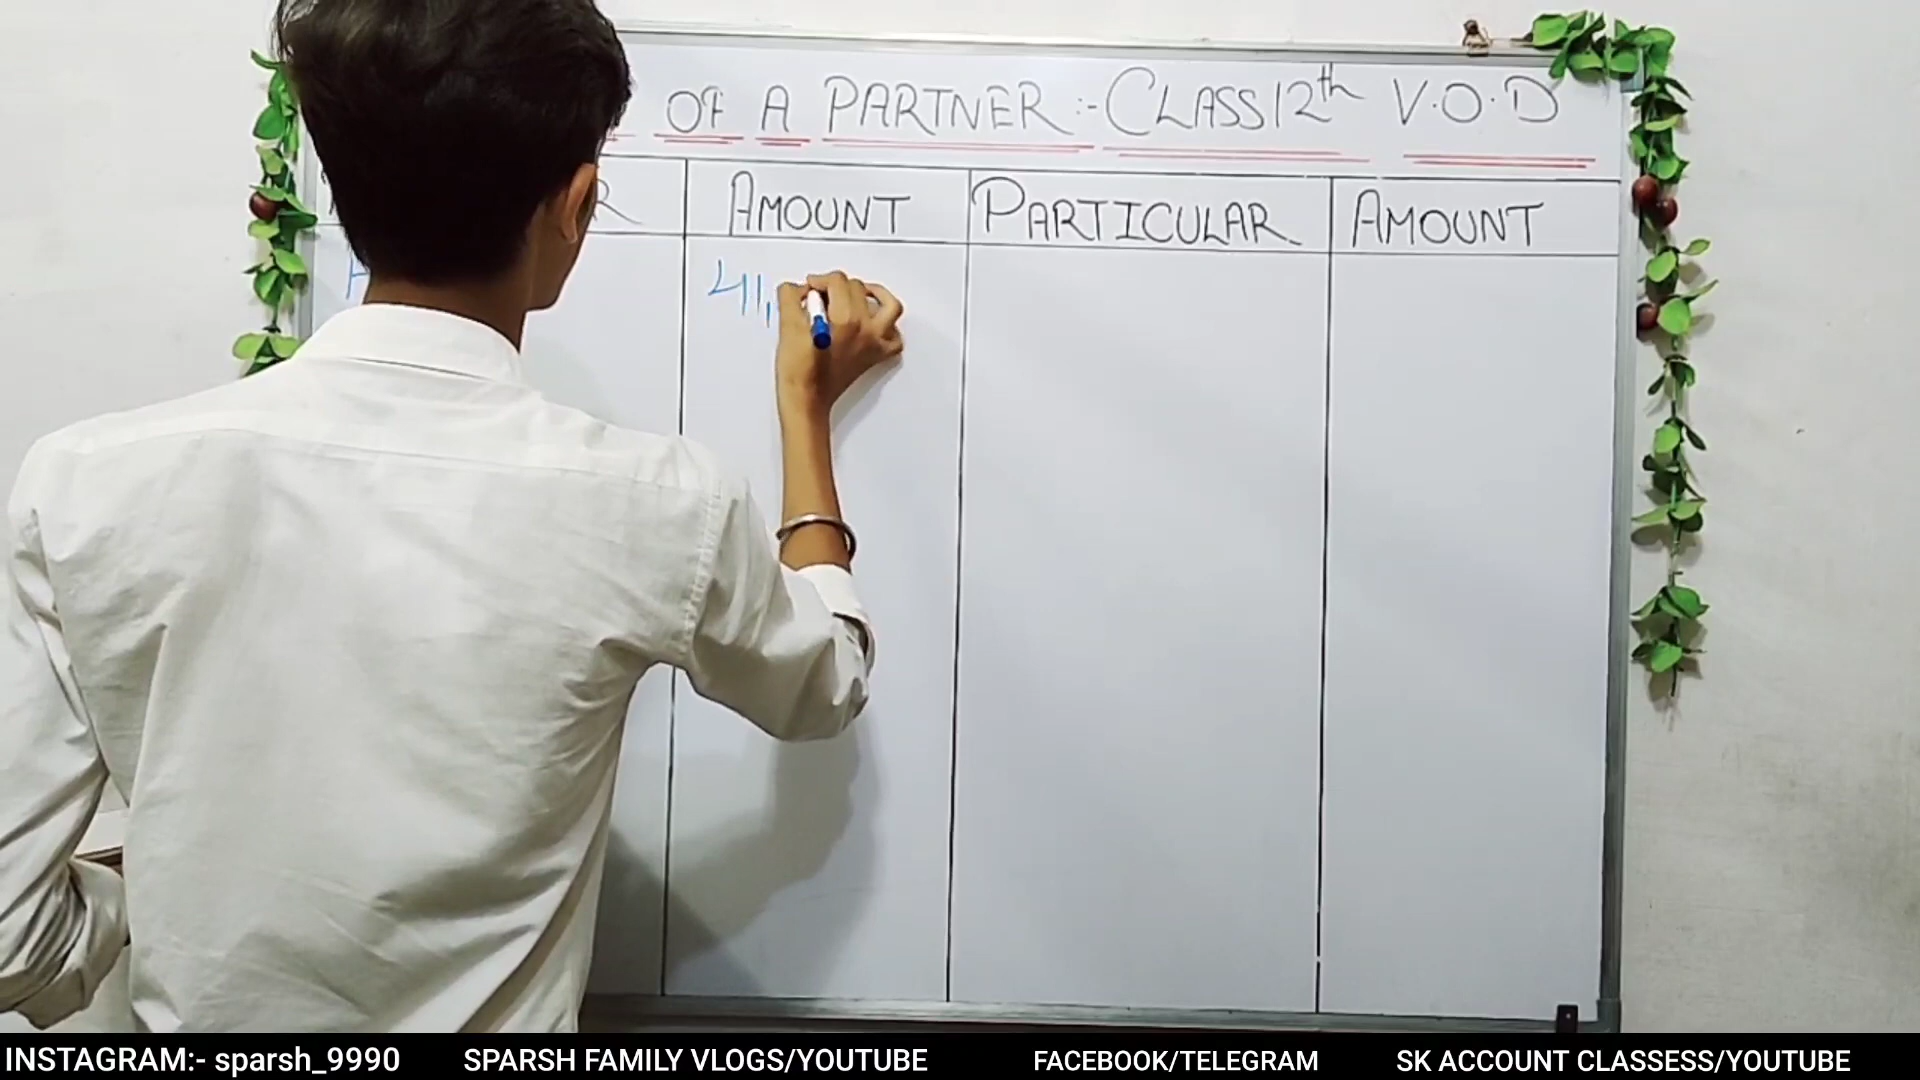 OF A PARTNER:- CLASS 12th V.O.D
AMOUNT PARTICULAR AMOUNT
41,
INSTAGRAM:- sparsh_9990 SPARSH FAMILY VLOGS/YOUTUBE FACEBOOK/TELEGRAM SK ACCOUNT CLASSESS/YOUTUBE